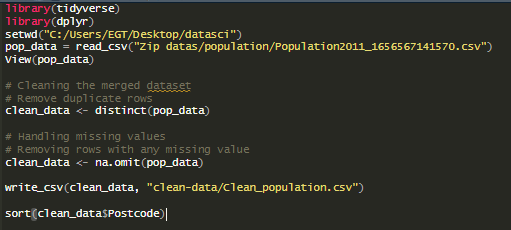 library(tidyverse)
library(dplyr)
setwd("C:/Users/EGT/Desktop/datasci")
pop_data = read_csv("Zip datas/population/Population2011_1656567141570.csv")
View(pop_data)
# Cleaning the merged dataset
# Remove duplicate rows
clean_data <- distinct(pop_data)
# Handling missing values
# Removing rows with any missing value
clean_data <- na.omit(pop_data)
write_csv(clean_data, "clean-data/Clean_population.csv")
sort(clean_data$Postcode)